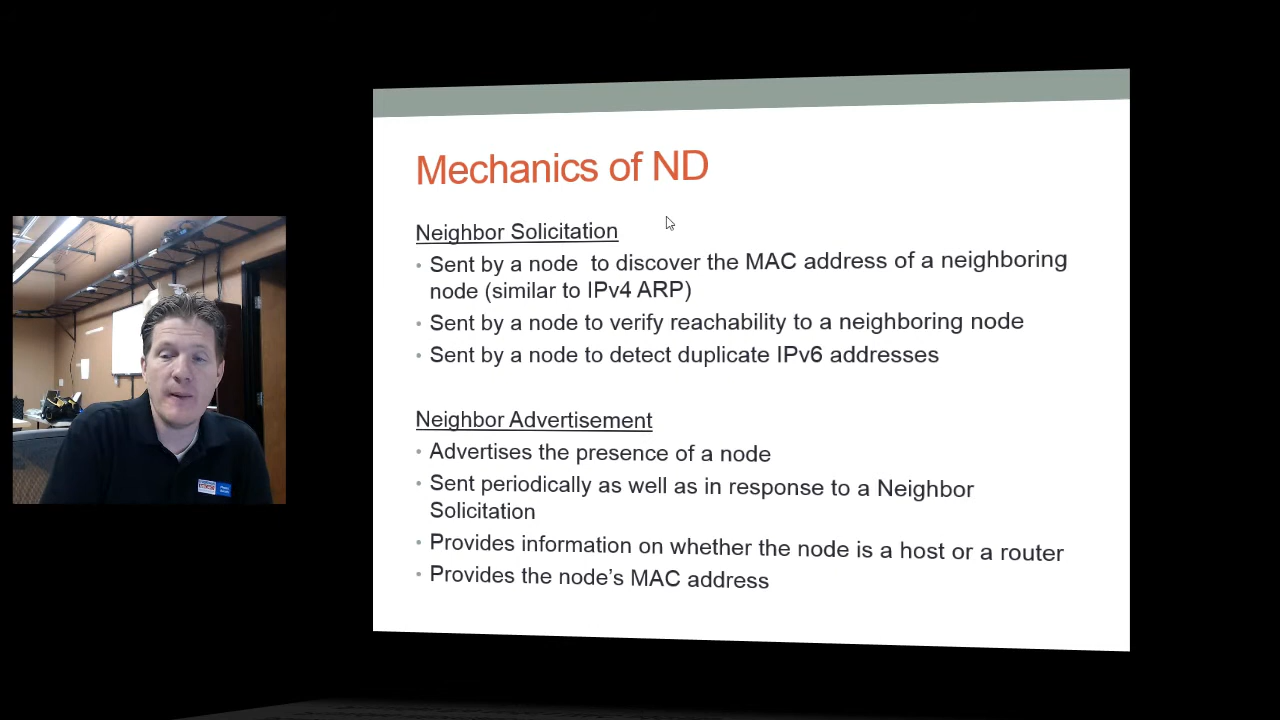 Mechanics of ND
Neighbor Solicitation
• Sent by a node to discover the MAC address of a neighboring
node (similar to IPv4 ARP)
• Sent by a node to verify reachability to a neighboring node
• Sent by a node to detect duplicate IPv6 addresses
Neighbor Advertisement
• Advertises the presence of a node
• Sent periodically as well as in response to a Neighbor
Solicitation
• Provides information on whether the node is a host or a router
• Provides the node’s MAC address